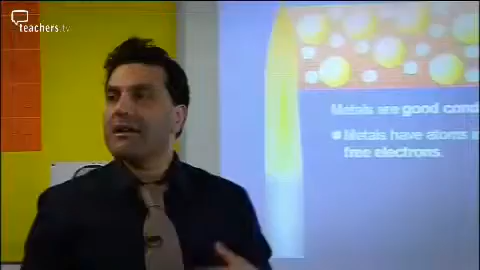 teachers.tv
Metals are good cond
Metals have atoms i
free electrons.